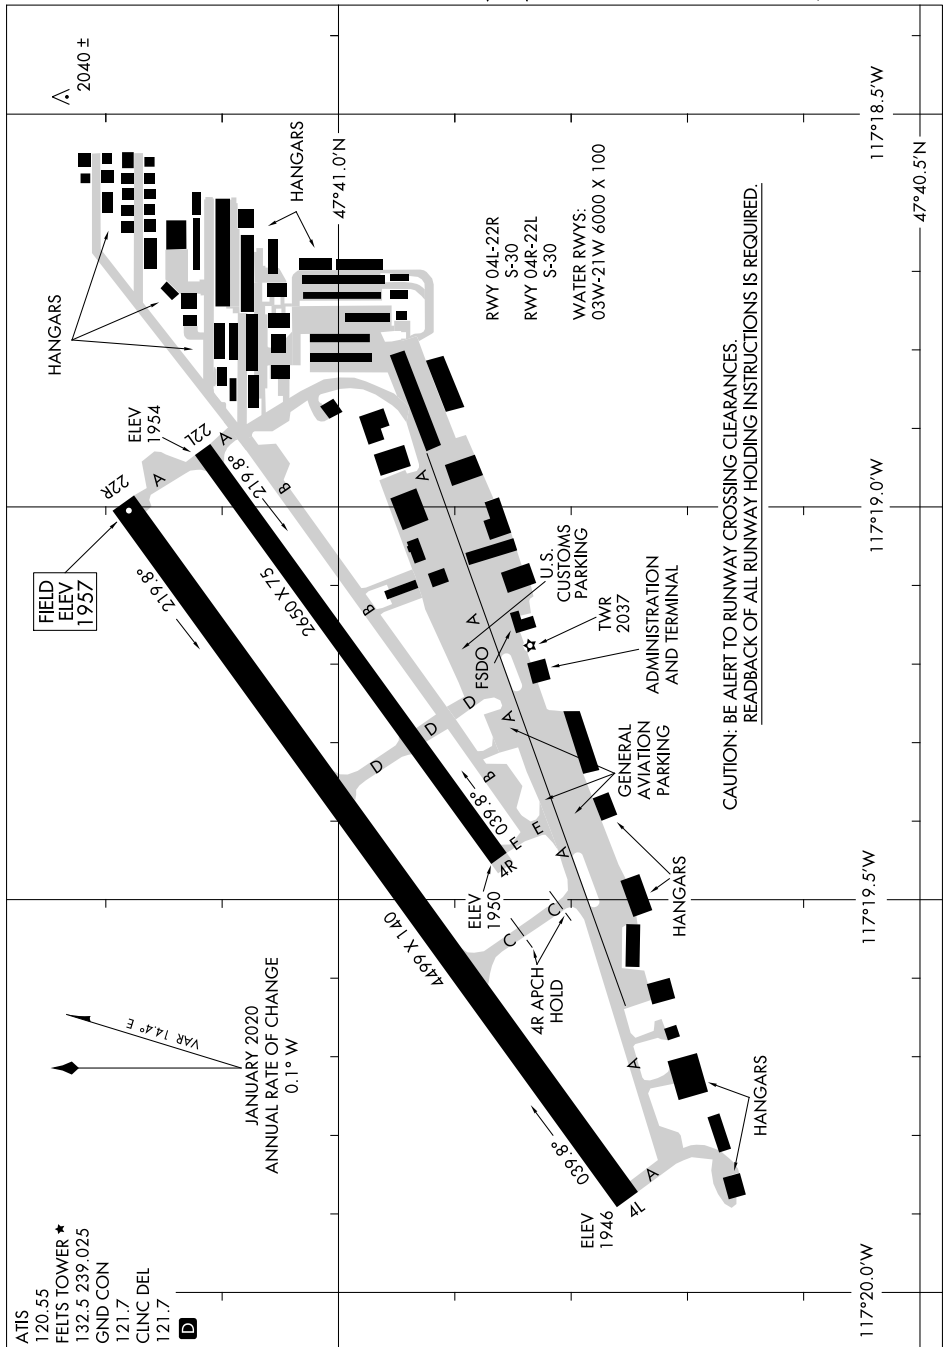 ATIS
120.55
FELTS TOWER ★
132.5 239.025
GND CON
121.7
CLNC DEL
121.7
D
JANUARY 2020
ANNUAL RATE OF CHANGE
0.1° W
VAR 14.4° E
FIELD
ELEV
1957
22R
A
HANGARS
2040 ±
ELEV
1954
22L
A
219.8°
219.8°
B
2650 X 75
B
HANGARS
47°41.0'N
4499 X 140
D
D
D
B
039.8°
4R
ELEV
1950
E
E
C
C
4R APCH
HOLD
039.8°
ELEV
1946
4L
A
A
A
A
A
A
U.S.
CUSTOMS
PARKING
FSDO
TWR
2037
ADMINISTRATION
AND TERMINAL
GENERAL
AVIATION
PARKING
HANGARS
HANGARS
RWY 04L-22R
S-30
RWY 04R-22L
S-30
WATER RWYS:
03W-21W 6000 X 100
CAUTION: BE ALERT TO RUNWAY CROSSING CLEARANCES.
READBACK OF ALL RUNWAY HOLDING INSTRUCTIONS IS REQUIRED.
117°20.0'W
117°19.5'W
117°19.0'W
117°18.5'W
47°40.5'N